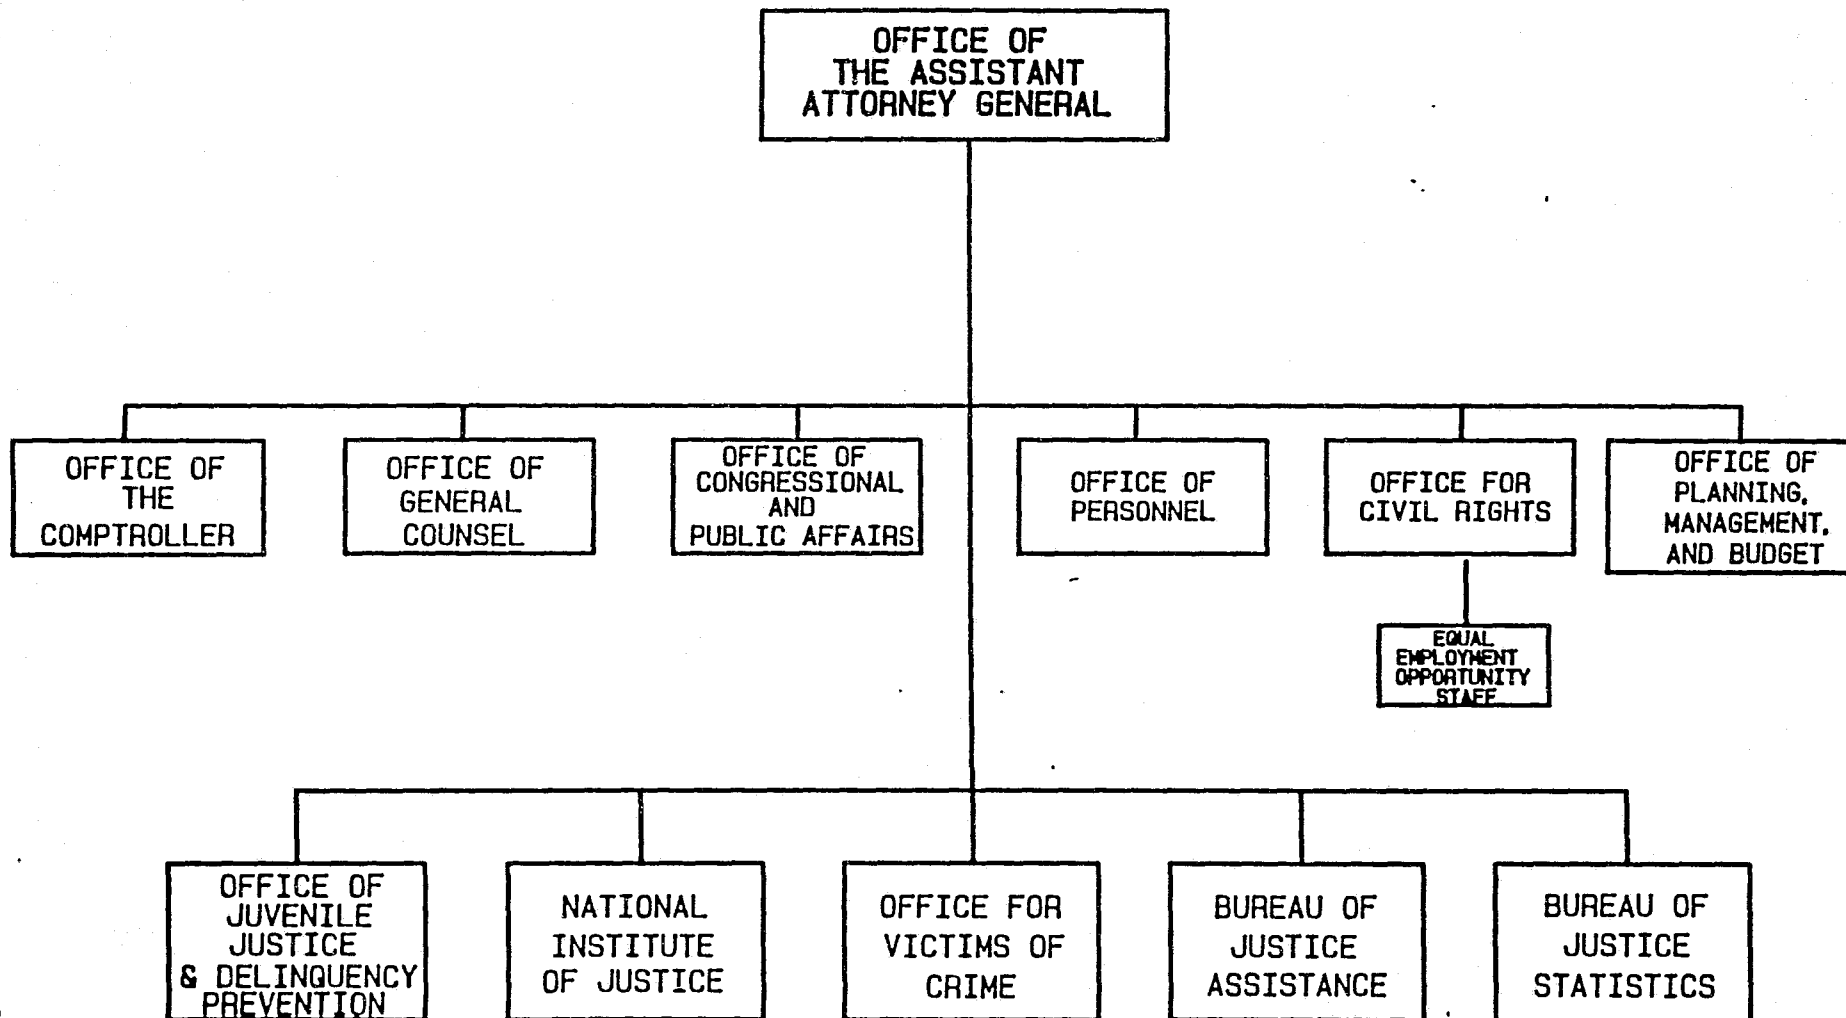 OFFICE OF
THE ASSISTANT
ATTORNEY GENERAL
OFFICE OF
THE
COMPTROLLER
OFFICE OF
GENERAL
COUNSEL
OFFICE OF
CONGRESSIONAL
AND
PUBLIC AFFAIRS
OFFICE OF
PERSONNEL
OFFICE FOR
CIVIL RIGHTS
OFFICE OF
PLANNING,
MANAGEMENT,
AND BUDGET
EQUAL
EMPLOYMENT
OPPORTUNITY
STAFF
OFFICE OF
JUVENILE
JUSTICE
& DELINQUENCY
PREVENTION
NATIONAL
INSTITUTE
OF JUSTICE
OFFICE FOR
VICTIMS OF
CRIME
BUREAU OF
JUSTICE
ASSISTANCE
BUREAU OF
JUSTICE
STATISTICS